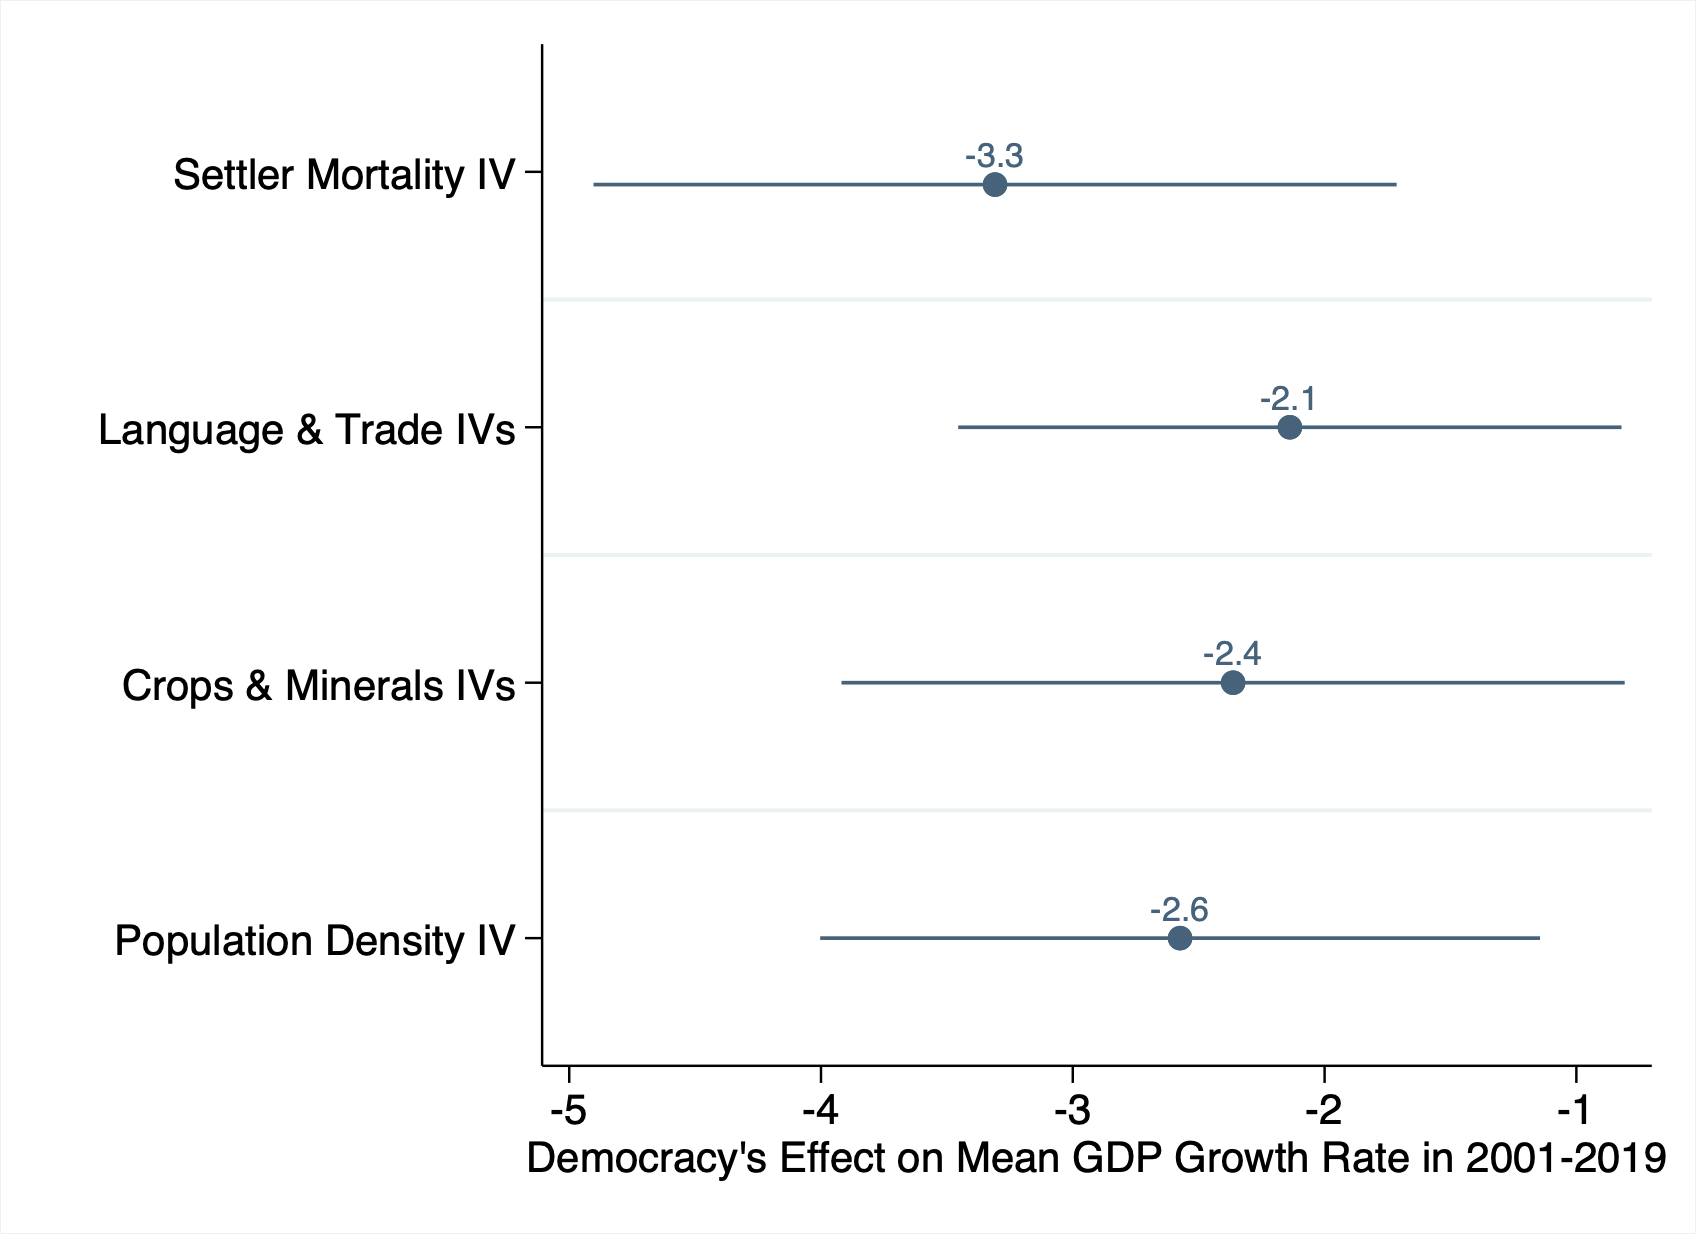 Settler Mortality IV
-3.3
Language & Trade IVs
-2.1
Crops & Minerals IVs
-2.4
Population Density IV
-2.6
-5 -4 -3 -2 -1
Democracy's Effect on Mean GDP Growth Rate in 2001-2019